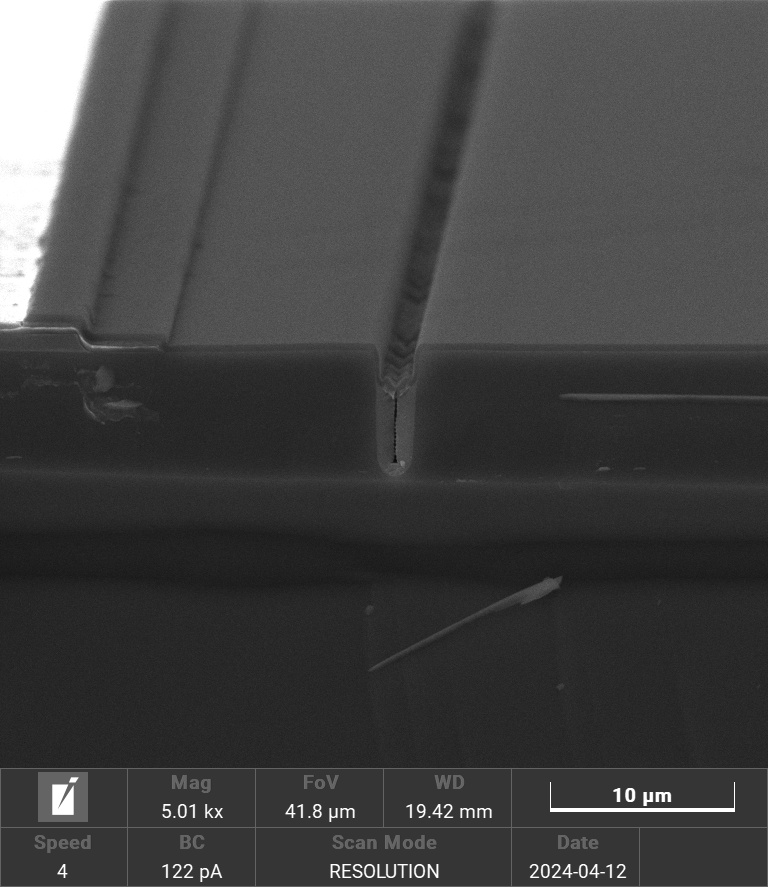 Mag
5.01 kx
FoV
41.8 µm
WD
19.42 mm
10 µm
Speed
4
BC
122 pA
Scan Mode
RESOLUTION
Date
2024-04-12